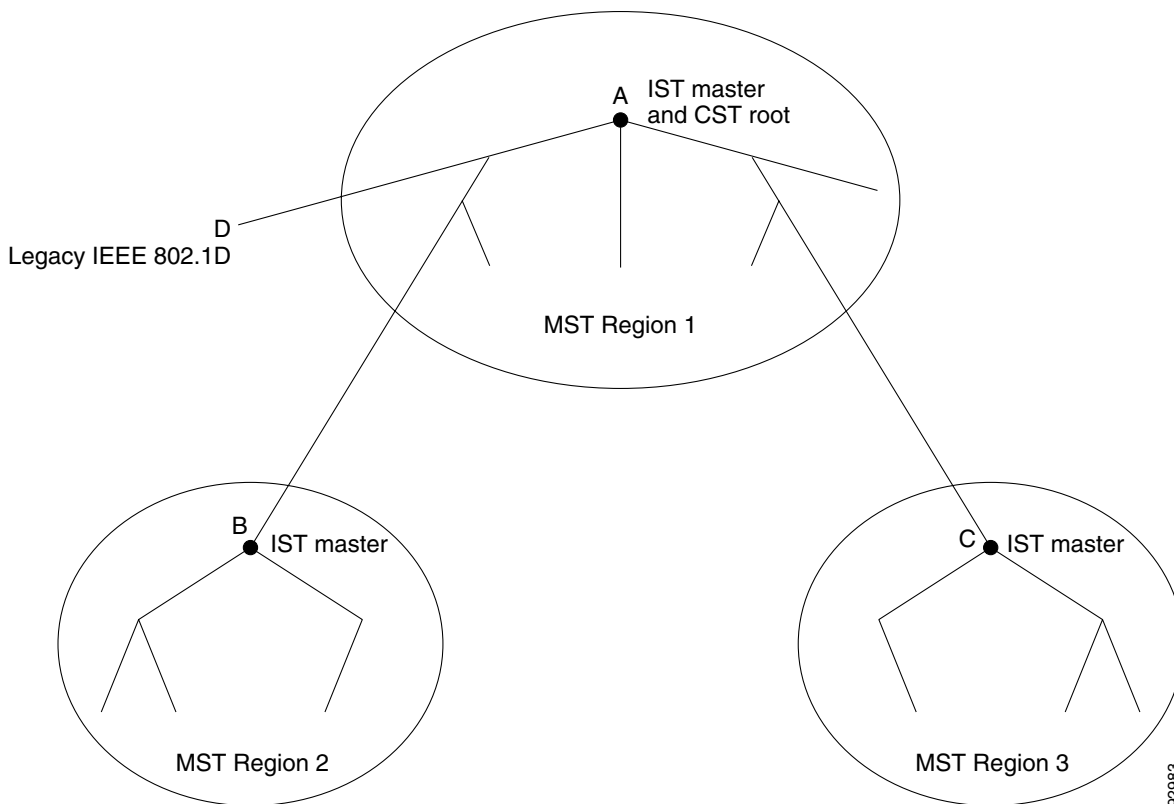 A
IST master
and CST root
D
Legacy IEEE 802.1D
MST Region 1
B
IST master
C
IST master
MST Region 2
MST Region 3